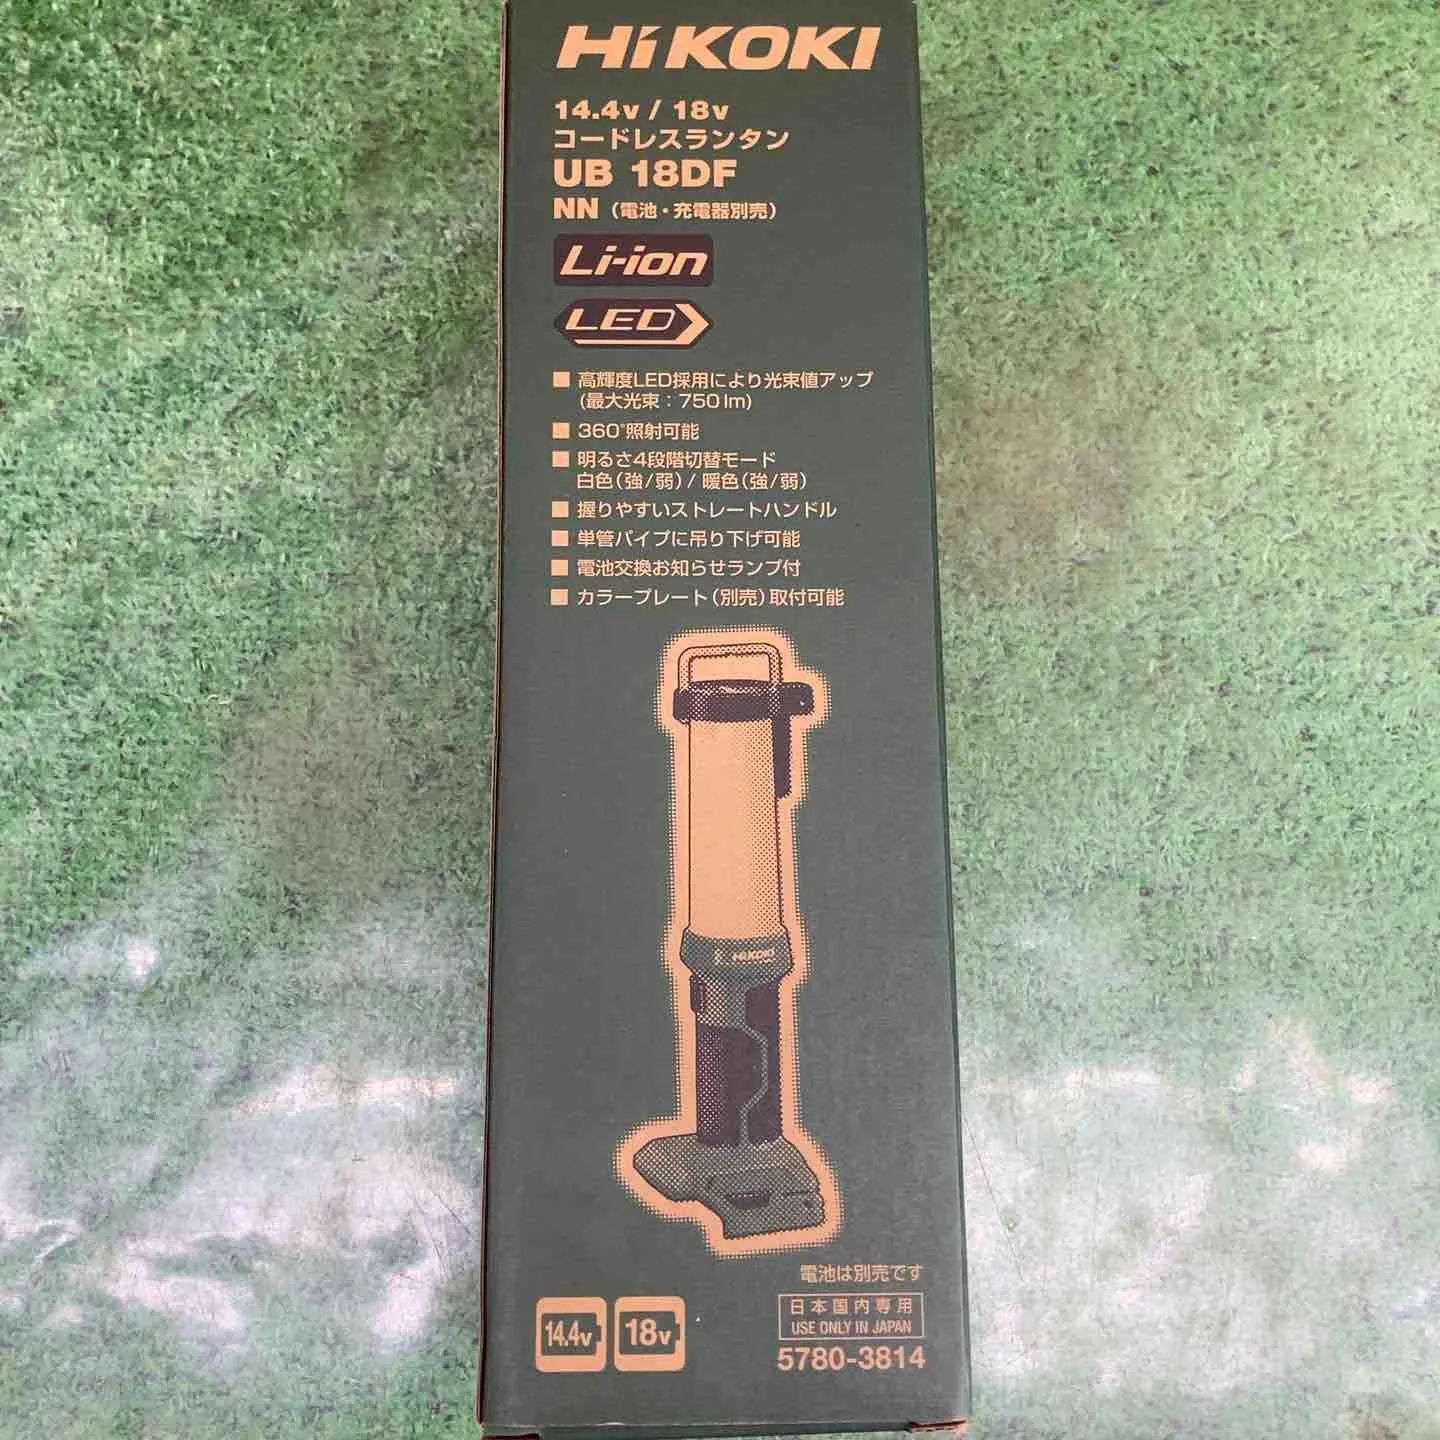 HiKOKI
14.4v / 18v
コードレスランタン
UB 18DF
NN（電池・充電器別売）
Li-ion
LED
■ 高輝度LED採用により光束値アップ
(最大光束：750 lm)
■ 360°照射可能
■ 明るさ4段階切替モード
白色(強/弱) / 暖色(強/弱)
■ 握りやすいストレートハンドル
■ 単管パイプに吊り下げ可能
■ 電池交換お知らせランプ付
■ カラープレート(別売)取付可能
HiKOKI
電池は別売です
14.4v 18v
日本国内専用
USE ONLY IN JAPAN
5780-3814